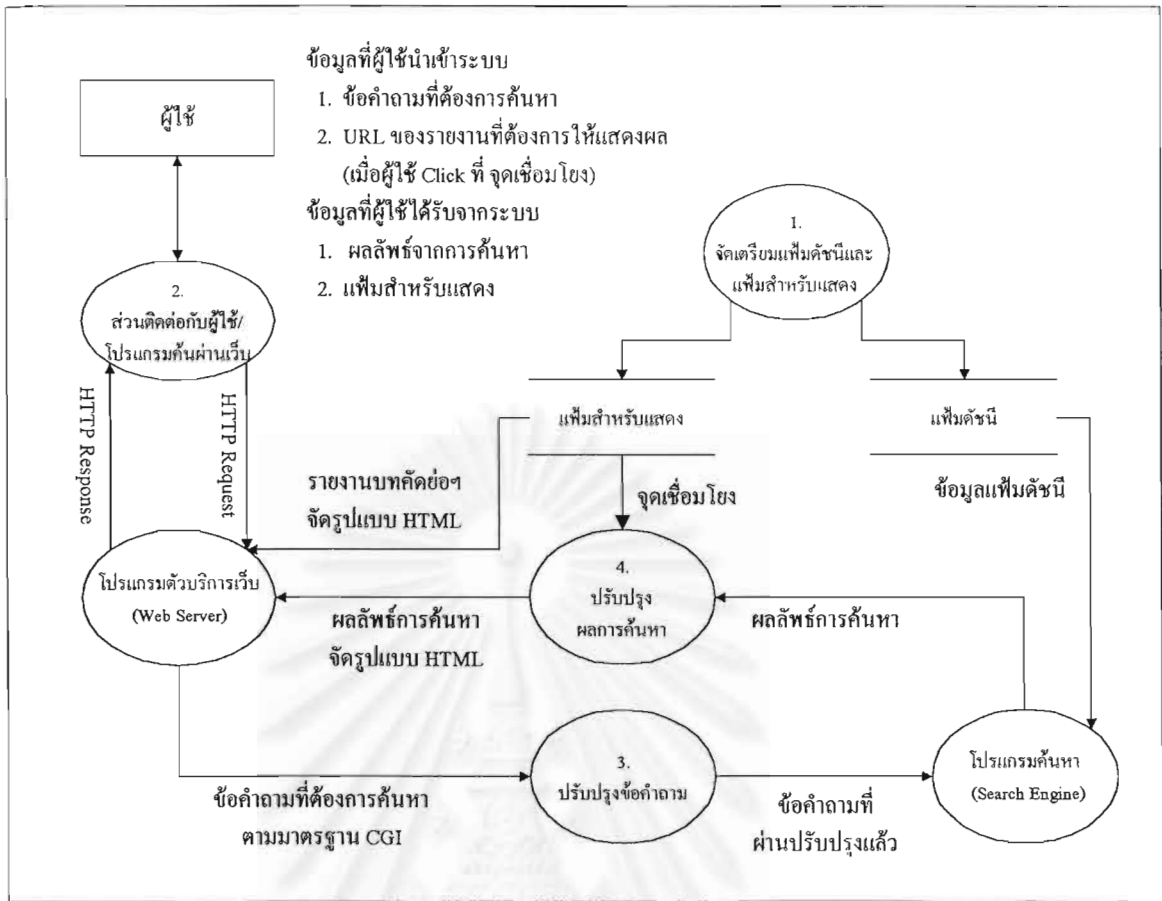 ข้อมูลที่ผู้ใช้นำเข้าระบบ
1. ข้อคำถามที่ต้องการค้นหา
2. URL ของรายงานที่ต้องการให้แสดงผล
(เมื่อผู้ใช้ Click ที่ จุดเชื่อมโยง)
ข้อมูลที่ผู้ใช้ได้รับจากระบบ
1. ผลลัพธ์จากการค้นหา
2. แฟ้มสำหรับแสดง
ผู้ใช้
1.
จัดเตรียมแฟ้มดัชนีและ
แฟ้มสำหรับแสดง
2.
ส่วนติดต่อกับผู้ใช้/
โปรแกรมค้นผ่านเว็บ
HTTP Response
HTTP Request
แฟ้มสำหรับแสดง
แฟ้มดัชนี
รายงานบทคัดย่อฯ
จัดรูปแบบ HTML
จุดเชื่อมโยง
ข้อมูลแฟ้มดัชนี
โปรแกรมตัวบริการเว็บ
(Web Server)
4.
ปรับปรุง
ผลการค้นหา
ผลลัพธ์การค้นหา
จัดรูปแบบ HTML
ผลลัพธ์การค้นหา
3.
ปรับปรุงข้อคำถาม
โปรแกรมค้นหา
(Search Engine)
ข้อคำถามที่ต้องการค้นหา
ตามมาตรฐาน CGI
ข้อคำถามที่
ผ่านปรับปรุงแล้ว